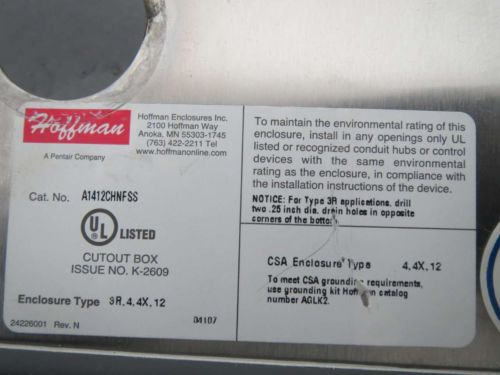 Hoffman
A Pentair Company
Hoffman Enclosures Inc.
2100 Hoffman Way
Anoka, MN 55303-1745
(763) 422-2211 Tel
www.hoffmanonline.com
Cat. No. A1412CHNFSS
UL LISTED
CUTOUT BOX
ISSUE NO. K-2609
Enclosure Type 3R, 4, 4X, 12
24226001 Rev. N
04107
To maintain the environmental rating of this
enclosure, install in any openings only UL
listed or recognized conduit hubs or control
devices with the same environmental
rating as the enclosure, in compliance with
the installation instructions of the device.
NOTICE: For Type 3R applications, drill
two .25 inch dia. drain holes in opposite
corners of the bottom.
CSA Enclosure Type 4, 4X, 12
To meet CSA grounding requirements,
use grounding kit Hoffman catalog
number AGLK2.